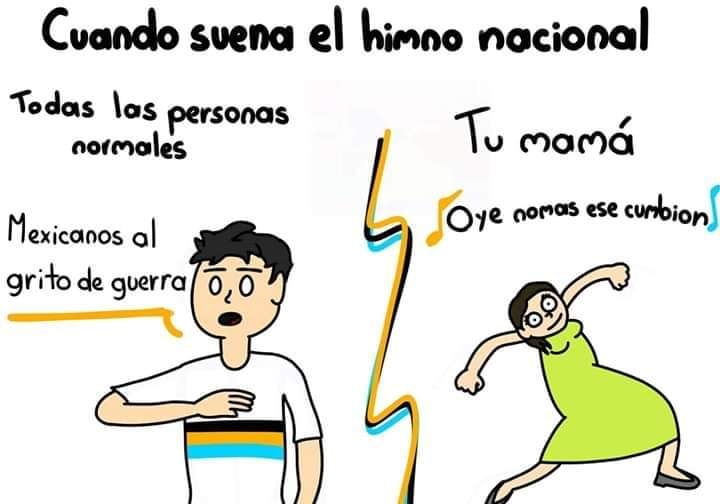 Cuando suena el himno nacional
Todas las personas
normales
Mexicanos al
grito de guerra
Tu mamá
Oye nomas ese cumbion